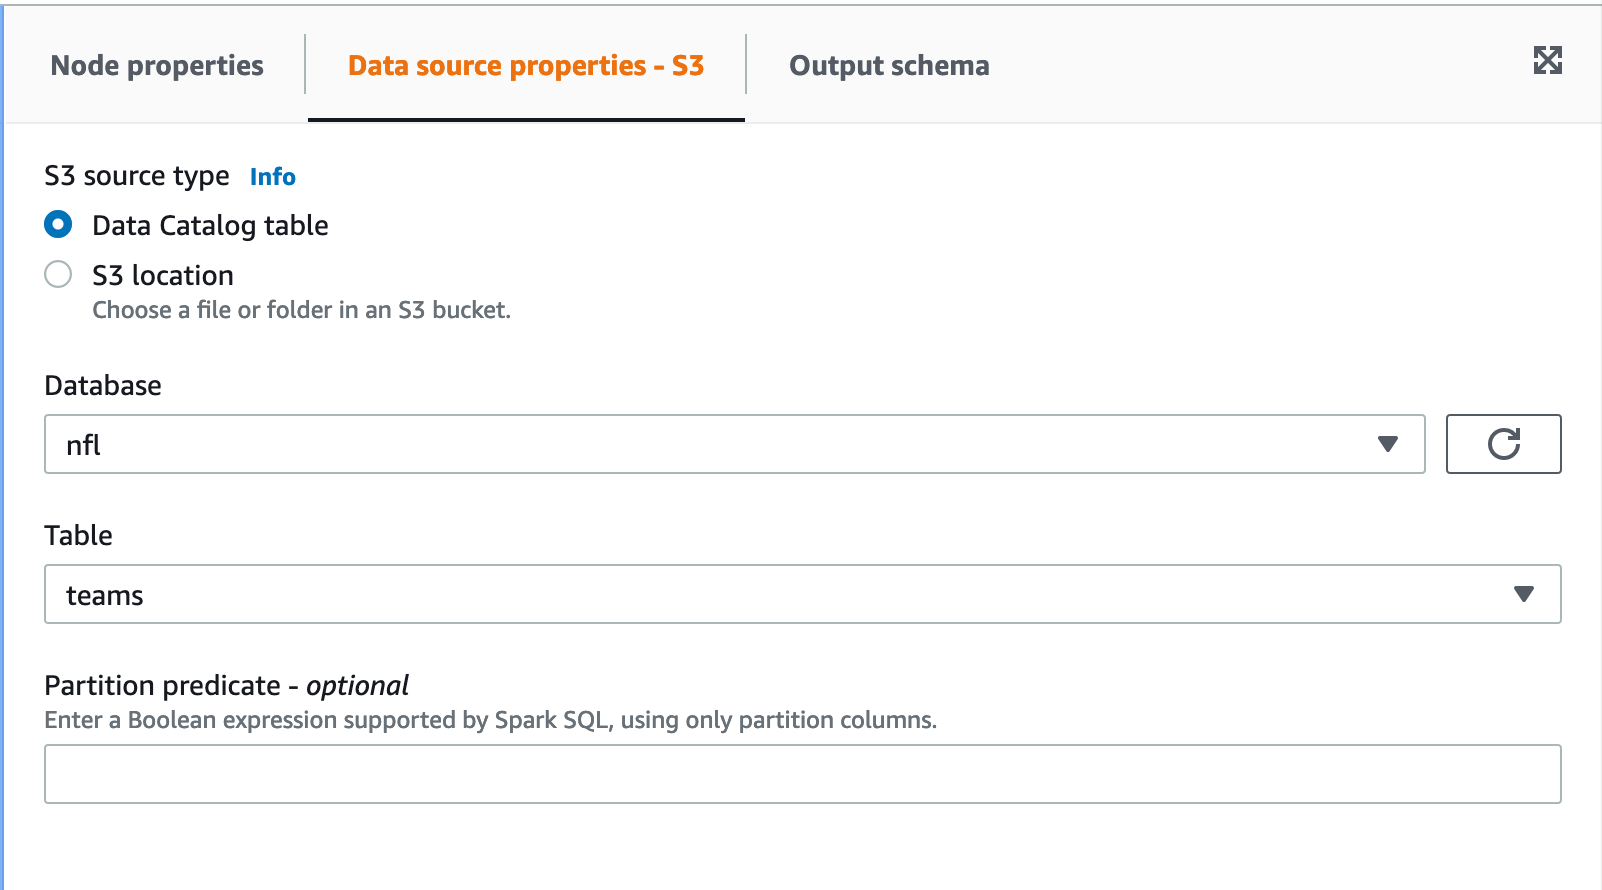 Node properties
Data source properties - S3
Output schema
S3 source type Info
Data Catalog table
S3 location
Choose a file or folder in an S3 bucket.
Database
nfl
Table
teams
Partition predicate - optional
Enter a Boolean expression supported by Spark SQL, using only partition columns.